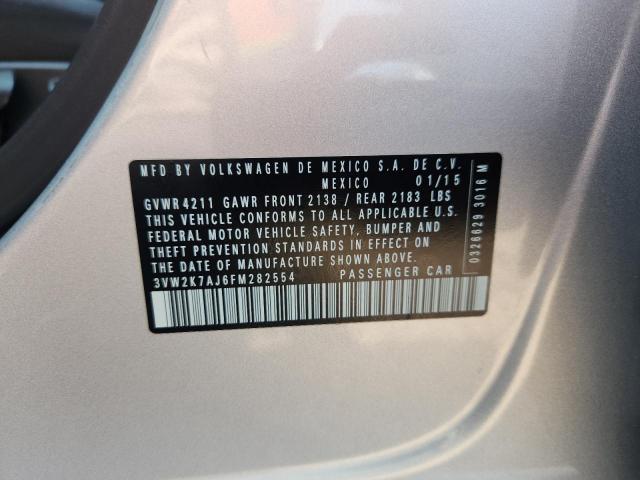 MFD BY VOLKSWAGEN DE MEXICO S.A. DE C.V.
MEXICO 01/15
GVWR 4211 GAWR FRONT 2138 / REAR 2183 LBS
THIS VEHICLE CONFORMS TO ALL APPLICABLE U.S.
FEDERAL MOTOR VEHICLE SAFETY, BUMPER AND
THEFT PREVENTION STANDARDS IN EFFECT ON
THE DATE OF MANUFACTURE SHOWN ABOVE.
3VW2K7AJ6FM282554 PASSENGER CAR
0326629 3016 M